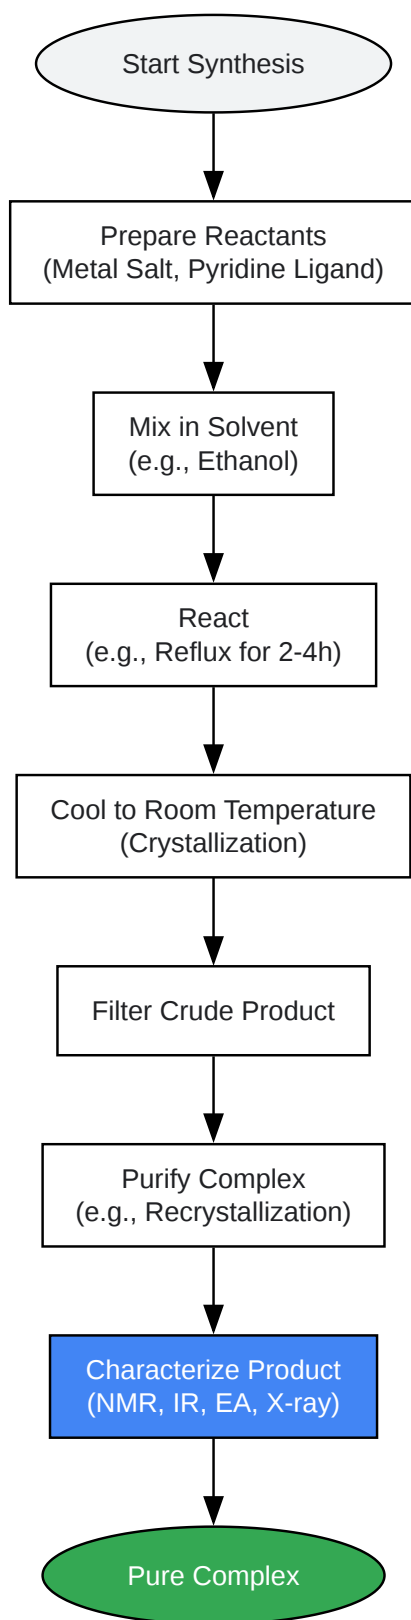 Start Synthesis
Prepare Reactants
(Metal Salt, Pyridine Ligand)
Mix in Solvent
(e.g., Ethanol)
React
(e.g., Reflux for 2-4h)
Cool to Room Temperature
(Crystallization)
Filter Crude Product
Purify Complex
(e.g., Recrystallization)
Characterize Product
(NMR, IR, EA, X-ray)
Pure Complex